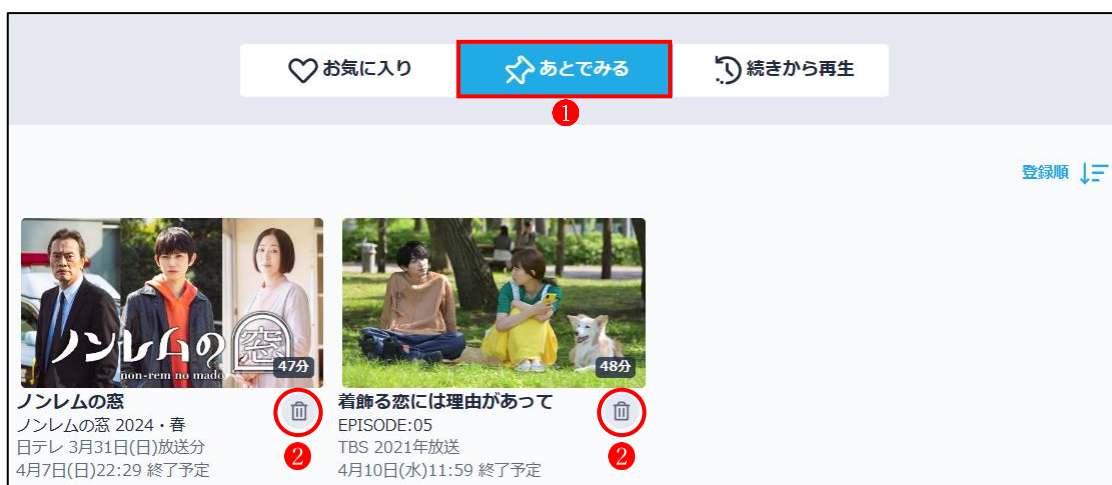 お気に入り
あとでみる
続きから再生
1
登録順
ノンレムの窓
non-rem no mado
47分
48分
ノンレムの窓
ノンレムの窓 2024・春
日テレ 3月31日(日)放送分
4月7日(日)22:29 終了予定
2
着飾る恋には理由があって
EPISODE:05
TBS 2021年放送
4月10日(水)11:59 終了予定
2